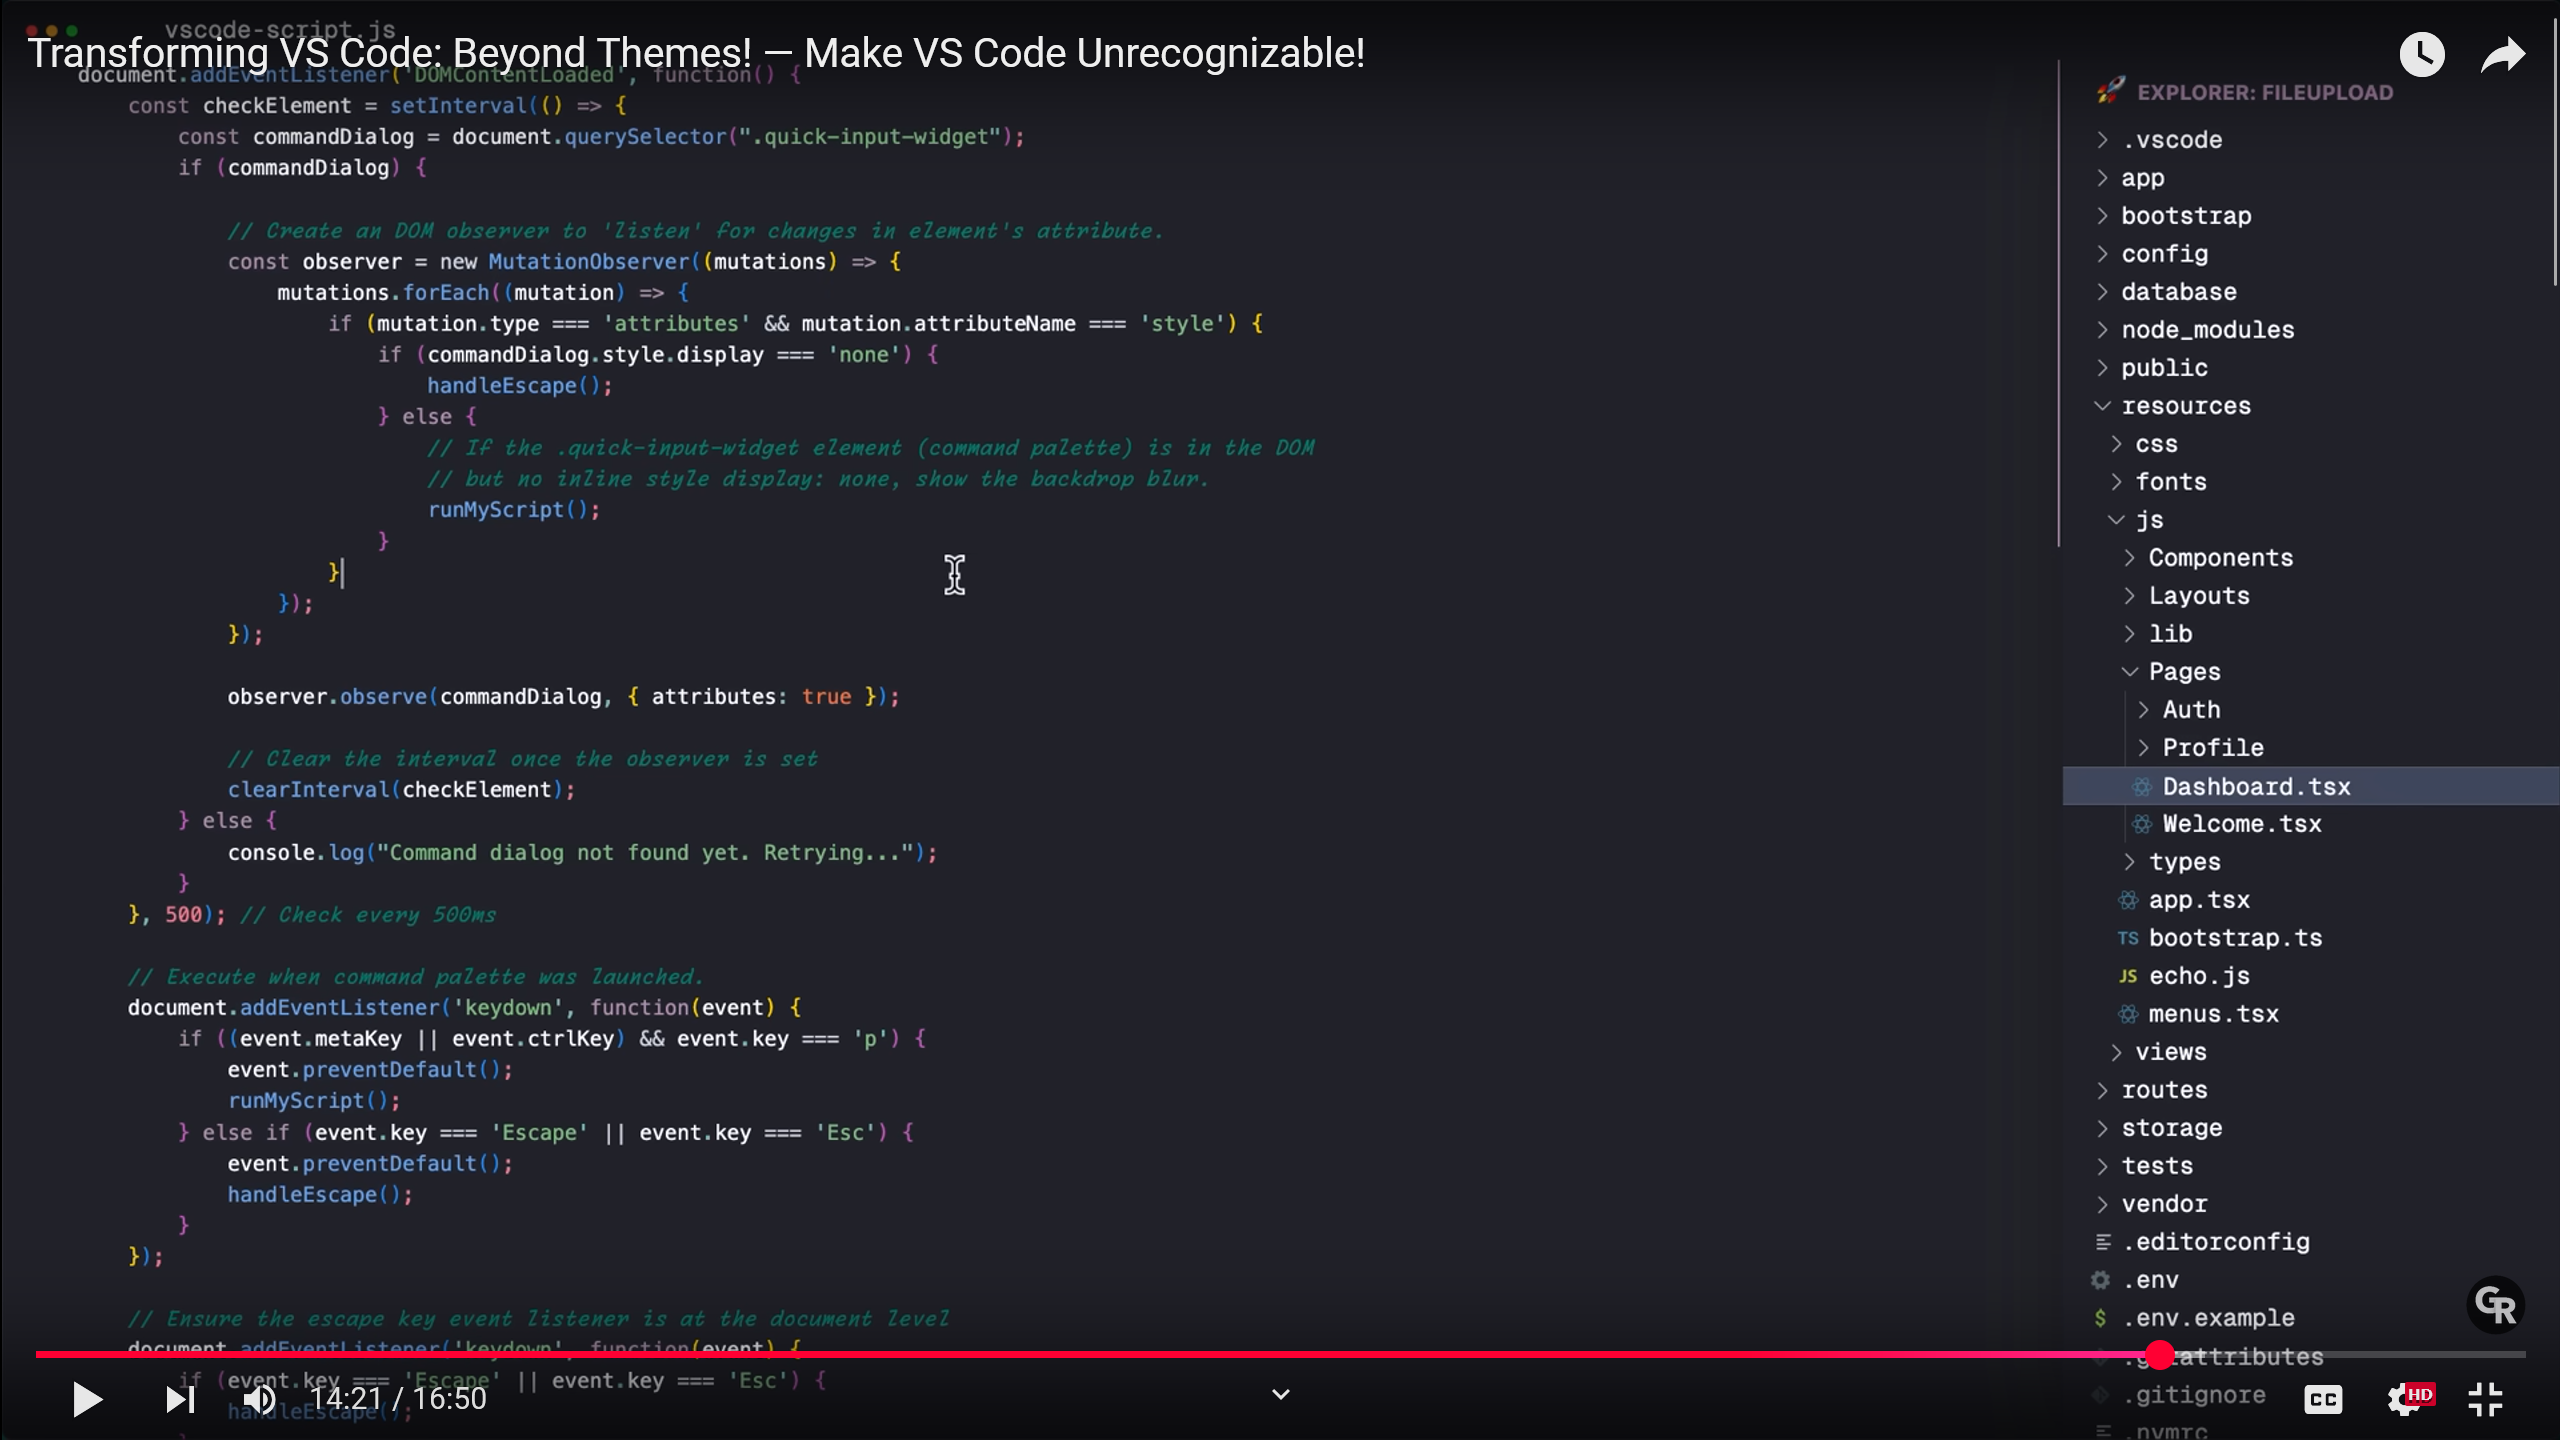 vscode-script.js
Transforming VS Code: Beyond Themes! — Make VS Code Unrecognizable!
document.addEventListener('DOMContentLoaded', function() {
const checkElement = setInterval(() => {
const commandDialog = document.querySelector(".quick-input-widget");
if (commandDialog) {
// Create an DOM observer to 'listen' for changes in element's attribute.
const observer = new MutationObserver((mutations) => {
mutations.forEach((mutation) => {
if (mutation.type === 'attributes' && mutation.attributeName === 'style') {
if (commandDialog.style.display === 'none') {
handleEscape();
} else {
// If the .quick-input-widget element (command palette) is in the DOM
// but no inline style display: none, show the backdrop blur.
runMyScript();
}
}
});
});
observer.observe(commandDialog, { attributes: true });
// Clear the interval once the observer is set
clearInterval(checkElement);
} else {
console.log("Command dialog not found yet. Retrying...");
}
}, 500); // Check every 500ms
// Execute when command palette was launched.
document.addEventListener('keydown', function(event) {
if ((event.metaKey || event.ctrlKey) && event.key === 'p') {
event.preventDefault();
runMyScript();
} else if (event.key === 'Escape' || event.key === 'Esc') {
event.preventDefault();
handleEscape();
}
});
// Ensure the escape key event listener is at the document level
document.addEventListener('keydown', function(event) {
if (event.key === 'Escape' || event.key === 'Esc') {
handleEscape();
14:21 / 16:50
EXPLORER: FILEUPLOAD
.vscode
app
bootstrap
config
database
node_modules
public
resources
css
fonts
js
Components
Layouts
lib
Pages
Auth
Profile
Dashboard.tsx
Welcome.tsx
types
app.tsx
TS bootstrap.ts
JS echo.js
menus.tsx
views
routes
storage
tests
vendor
.editorconfig
.env
$ .env.example
.gitattributes
.gitignore
.nvmrc
GR
CC
HD